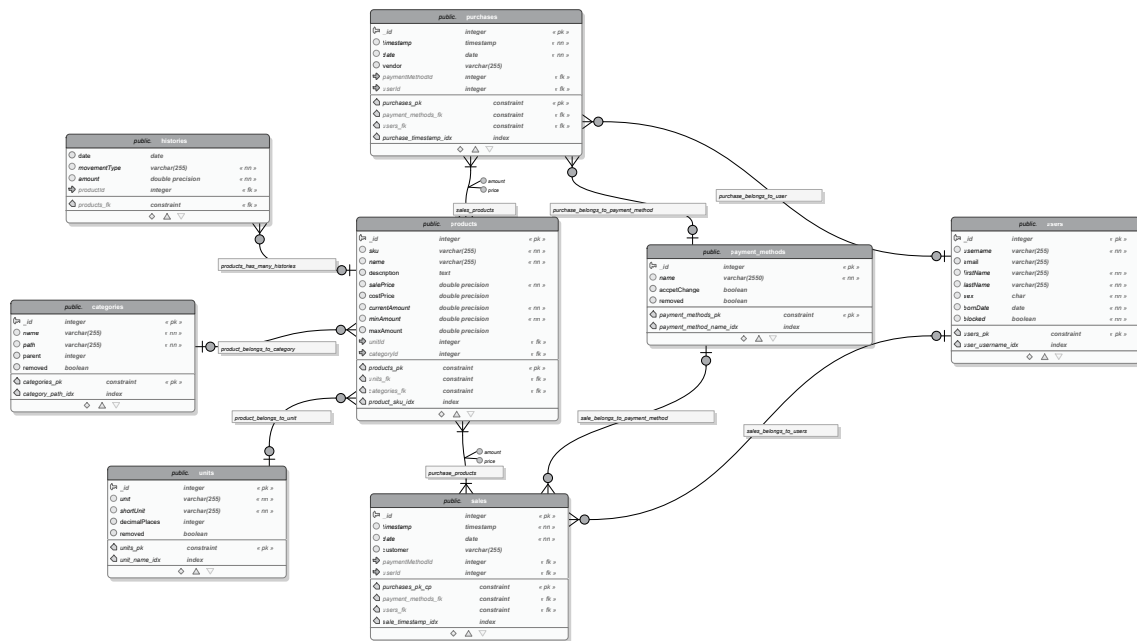 public. purchases
_id integer « pk »
timestamp timestamp « nn »
date date « nn »
vendor varchar(255)
paymentMethodId integer « fk »
userId integer « fk »
purchases_pk constraint « pk »
payment_methods_fk constraint « fk »
users_fk constraint « fk »
purchase_timestamp_idx index
public. histories
date date
movementType varchar(255) « nn »
amount double precision « nn »
productId integer « fk »
products_fk constraint « fk »
amount
price
sales_products
purchase_belongs_to_payment_method
purchase_belongs_to_user
products_has_many_histories
public. products
_id integer « pk »
sku varchar(255) « nn »
name varchar(255) « nn »
description text
salePrice double precision « nn »
costPrice double precision
currentAmount double precision « nn »
minAmount double precision « nn »
maxAmount double precision
unitId integer « fk »
categoryId integer « fk »
products_pk constraint « pk »
units_fk constraint « fk »
categories_fk constraint « fk »
product_sku_idx index
public. payment_methods
_id integer « pk »
name varchar(2550) « nn »
accpetChange boolean
removed boolean
payment_methods_pk constraint « pk »
payment_method_name_idx index
public. users
_id integer « pk »
username varchar(255) « nn »
email varchar(255)
firstName varchar(255) « nn »
lastName varchar(255) « nn »
sex char « nn »
bornDate date « nn »
blocked boolean « nn »
users_pk constraint « pk »
user_username_idx index
public. categories
_id integer « pk »
name varchar(255) « nn »
path varchar(255) « nn »
parent integer
removed boolean
categories_pk constraint « pk »
category_path_idx index
product_belongs_to_category
product_belongs_to_unit
sale_belongs_to_payment_method
sales_belongs_to_users
amount
price
purchase_products
public. units
_id integer « pk »
unit varchar(255) « nn »
shortUnit varchar(255) « nn »
decimalPlaces integer
removed boolean
units_pk constraint « pk »
unit_name_idx index
public. sales
_id integer « pk »
timestamp timestamp « nn »
date date « nn »
customer varchar(255)
paymentMethodId integer « fk »
userId integer « fk »
purchases_pk_cp constraint « pk »
payment_methods_fk constraint « fk »
users_fk constraint « fk »
sale_timestamp_idx index